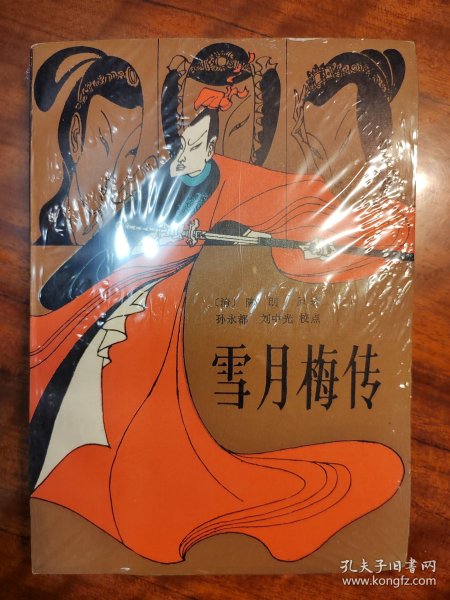 〔清〕陈 朗
孙永都 刘中光 校点
雪月梅传
孔夫子旧书网
www.kongfz.com